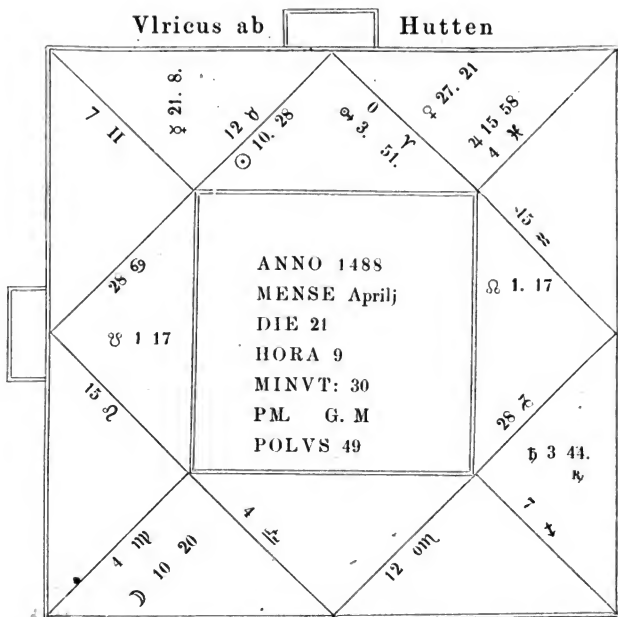 Vlricus ab Hutten
7 ♊
☿ 21. 8.
12 ♉
☉ 10. 28
0 ♈
3. 51.
♀ 27. 21
♃ 15 58
4 ♓
28 ♋
☋ 1 17
15 ♒
☊ 1. 17
ANNO 1488
MENSE Aprilj
DIE 21
HORA 9
MINVT: 30
PM. G. M
POLVS 49
15 ♌
28 ♑
♄ 3 44.
℞
7 ♐
4 ♍
☽ 10 20
4 ♎
12 ♏